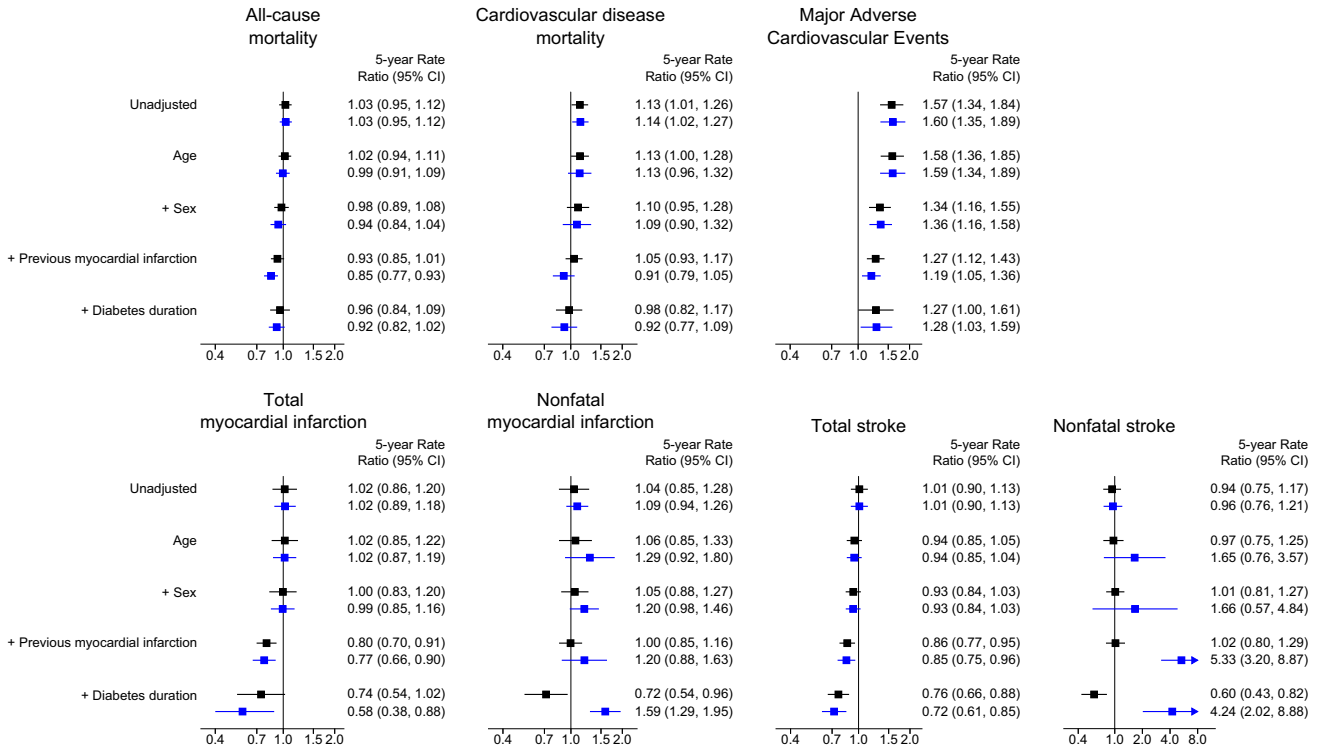 All-cause
mortality
5-year Rate
Ratio (95% CI)
Unadjusted
1.03 (0.95, 1.12)
1.03 (0.95, 1.12)
Age
1.02 (0.94, 1.11)
0.99 (0.91, 1.09)
+ Sex
0.98 (0.89, 1.08)
0.94 (0.84, 1.04)
+ Previous myocardial infarction
0.93 (0.85, 1.01)
0.85 (0.77, 0.93)
+ Diabetes duration
0.96 (0.84, 1.09)
0.92 (0.82, 1.02)
0.4 0.7 1.0 1.5 2.0
Cardiovascular disease
mortality
5-year Rate
Ratio (95% CI)
1.13 (1.01, 1.26)
1.14 (1.02, 1.27)
1.13 (1.00, 1.28)
1.13 (0.96, 1.32)
1.10 (0.95, 1.28)
1.09 (0.90, 1.32)
1.05 (0.93, 1.17)
0.91 (0.79, 1.05)
0.98 (0.82, 1.17)
0.92 (0.77, 1.09)
0.4 0.7 1.0 1.5 2.0
Major Adverse
Cardiovascular Events
5-year Rate
Ratio (95% CI)
1.57 (1.34, 1.84)
1.60 (1.35, 1.89)
1.58 (1.36, 1.85)
1.59 (1.34, 1.89)
1.34 (1.16, 1.55)
1.36 (1.16, 1.58)
1.27 (1.12, 1.43)
1.19 (1.05, 1.36)
1.27 (1.00, 1.61)
1.28 (1.03, 1.59)
0.4 0.7 1.0 1.5 2.0
Total
myocardial infarction
5-year Rate
Ratio (95% CI)
Unadjusted
1.02 (0.86, 1.20)
1.02 (0.89, 1.18)
Age
1.02 (0.85, 1.22)
1.02 (0.87, 1.19)
+ Sex
1.00 (0.83, 1.20)
0.99 (0.85, 1.16)
+ Previous myocardial infarction
0.80 (0.70, 0.91)
0.77 (0.66, 0.90)
+ Diabetes duration
0.74 (0.54, 1.02)
0.58 (0.38, 0.88)
0.4 0.7 1.0 1.5 2.0
Nonfatal
myocardial infarction
5-year Rate
Ratio (95% CI)
1.04 (0.85, 1.28)
1.09 (0.94, 1.26)
1.06 (0.85, 1.33)
1.29 (0.92, 1.80)
1.05 (0.88, 1.27)
1.20 (0.98, 1.46)
1.00 (0.85, 1.16)
1.20 (0.88, 1.63)
0.72 (0.54, 0.96)
1.59 (1.29, 1.95)
0.4 0.7 1.0 1.5 2.0
Total stroke
5-year Rate
Ratio (95% CI)
1.01 (0.90, 1.13)
1.01 (0.90, 1.13)
0.94 (0.85, 1.05)
0.94 (0.85, 1.04)
0.93 (0.84, 1.03)
0.93 (0.84, 1.03)
0.86 (0.77, 0.95)
0.85 (0.75, 0.96)
0.76 (0.66, 0.88)
0.72 (0.61, 0.85)
0.4 0.7 1.0 1.5 2.0
Nonfatal stroke
5-year Rate
Ratio (95% CI)
0.94 (0.75, 1.17)
0.96 (0.76, 1.21)
0.97 (0.75, 1.25)
1.65 (0.76, 3.57)
1.01 (0.81, 1.27)
1.66 (0.57, 4.84)
1.02 (0.80, 1.29)
5.33 (3.20, 8.87)
0.60 (0.43, 0.82)
4.24 (2.02, 8.88)
0.4 1.0 2.0 4.0 8.0